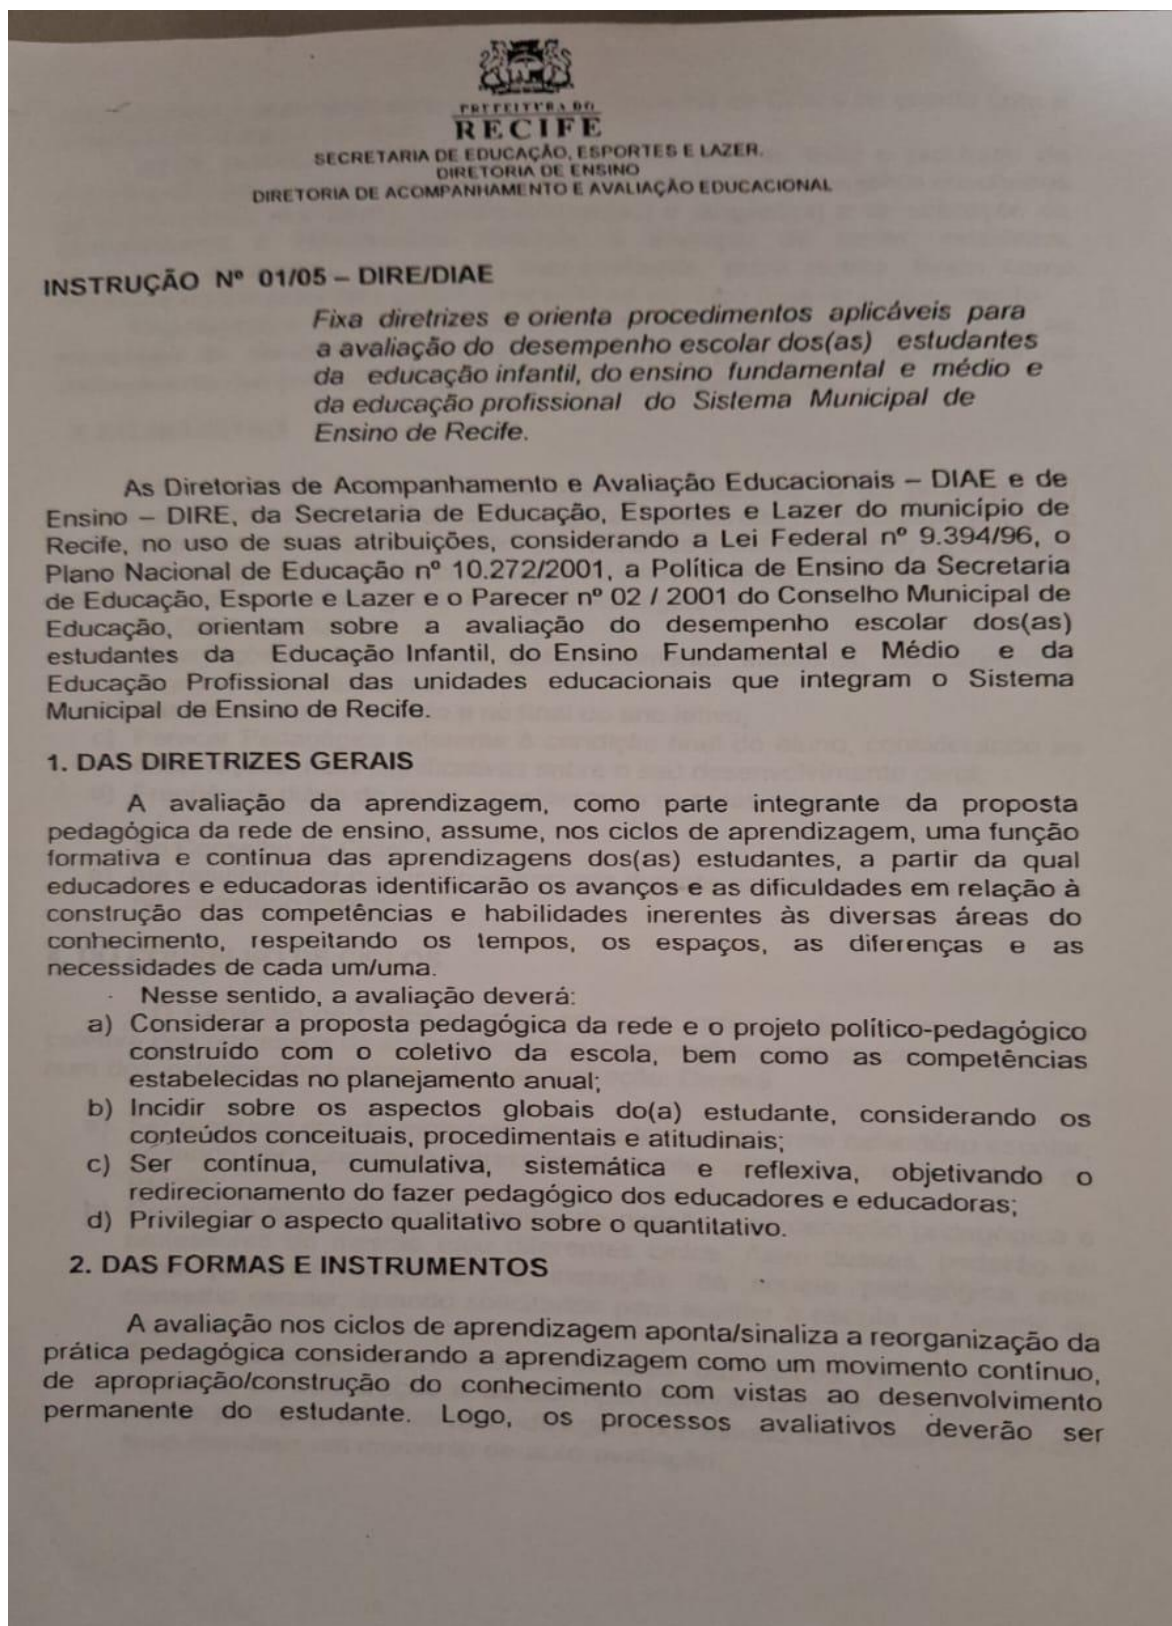 PREFEITURA DO
RECIFE
SECRETARIA DE EDUCAÇÃO, ESPORTES E LAZER.
DIRETORIA DE ENSINO
DIRETORIA DE ACOMPANHAMENTO E AVALIAÇÃO EDUCACIONAL
INSTRUÇÃO Nº 01/05 – DIRE/DIAE
Fixa diretrizes e orienta procedimentos aplicáveis para
a avaliação do desempenho escolar dos(as) estudantes
da educação infantil, do ensino fundamental e médio e
da educação profissional do Sistema Municipal de
Ensino de Recife.
As Diretorias de Acompanhamento e Avaliação Educacionais – DIAE e de
Ensino – DIRE, da Secretaria de Educação, Esportes e Lazer do município de
Recife, no uso de suas atribuições, considerando a Lei Federal nº 9.394/96, o
Plano Nacional de Educação nº 10.272/2001, a Política de Ensino da Secretaria
de Educação, Esporte e Lazer e o Parecer nº 02 / 2001 do Conselho Municipal de
Educação, orientam sobre a avaliação do desempenho escolar dos(as)
estudantes da Educação Infantil, do Ensino Fundamental e Médio e da
Educação Profissional das unidades educacionais que integram o Sistema
Municipal de Ensino de Recife.
1. DAS DIRETRIZES GERAIS
A avaliação da aprendizagem, como parte integrante da proposta
pedagógica da rede de ensino, assume, nos ciclos de aprendizagem, uma função
formativa e contínua das aprendizagens dos(as) estudantes, a partir da qual
educadores e educadoras identificarão os avanços e as dificuldades em relação à
construção das competências e habilidades inerentes às diversas áreas do
conhecimento, respeitando os tempos, os espaços, as diferenças e as
necessidades de cada um/uma.
Nesse sentido, a avaliação deverá:
a) Considerar a proposta pedagógica da rede e o projeto político-pedagógico
construído com o coletivo da escola, bem como as competências
estabelecidas no planejamento anual;
b) Incidir sobre os aspectos globais do(a) estudante, considerando os
conteúdos conceituais, procedimentais e atitudinais;
c) Ser contínua, cumulativa, sistemática e reflexiva, objetivando o
redirecionamento do fazer pedagógico dos educadores e educadoras;
d) Privilegiar o aspecto qualitativo sobre o quantitativo.
2. DAS FORMAS E INSTRUMENTOS
A avaliação nos ciclos de aprendizagem aponta/sinaliza a reorganização da
prática pedagógica considerando a aprendizagem como um movimento contínuo,
de apropriação/construção do conhecimento com vistas ao desenvolvimento
permanente do estudante. Logo, os processos avaliativos deverão ser